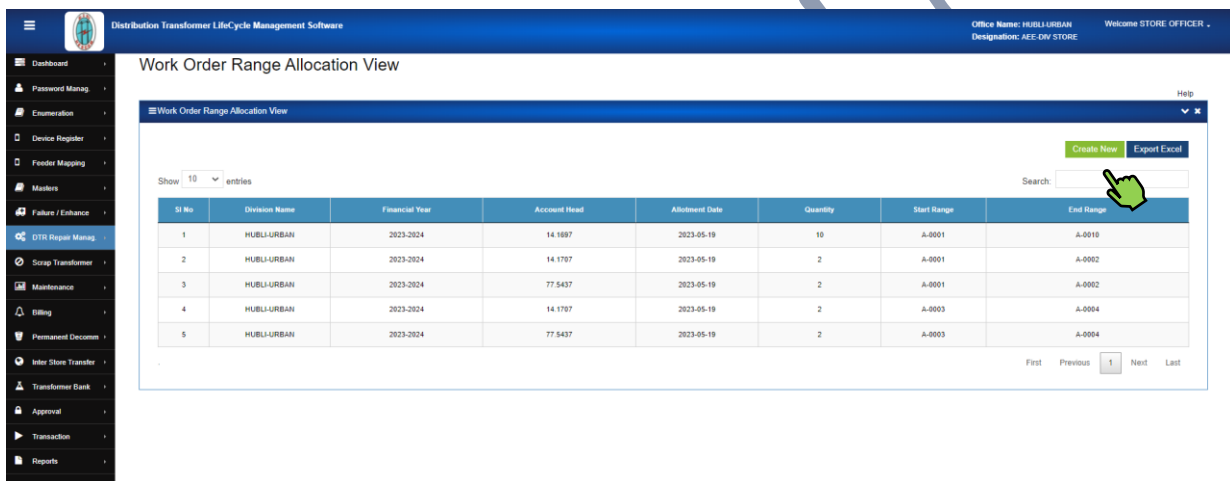 Distribution Transformer LifeCycle Management Software
Office Name: HUBLI-URBAN
Designation: AEE-DIV STORE
Welcome STORE OFFICER
Dashboard
Password Manag.
Enumeration
Device Register
Feeder Mapping
Masters
Failure / Enhance
DTR Repair Manag.
Scrap Transformer
Maintenance
Billing
Permanent Decomm
Inter Store Transfer
Transformer Bank
Approval
Transaction
Reports
Work Order Range Allocation View
Help
Work Order Range Allocation View
Create New Export Excel
Show 10 entries Search:
Sl No Division Name Financial Year Account Head Allotment Date Quantity Start Range End Range
1 HUBLI-URBAN 2023-2024 14.1697 2023-05-19 10 A-0001 A-0010
2 HUBLI-URBAN 2023-2024 14.1707 2023-05-19 2 A-0001 A-0002
3 HUBLI-URBAN 2023-2024 77.5437 2023-05-19 2 A-0001 A-0002
4 HUBLI-URBAN 2023-2024 14.1707 2023-05-19 2 A-0003 A-0004
5 HUBLI-URBAN 2023-2024 77.5437 2023-05-19 2 A-0003 A-0004
First Previous 1 Next Last